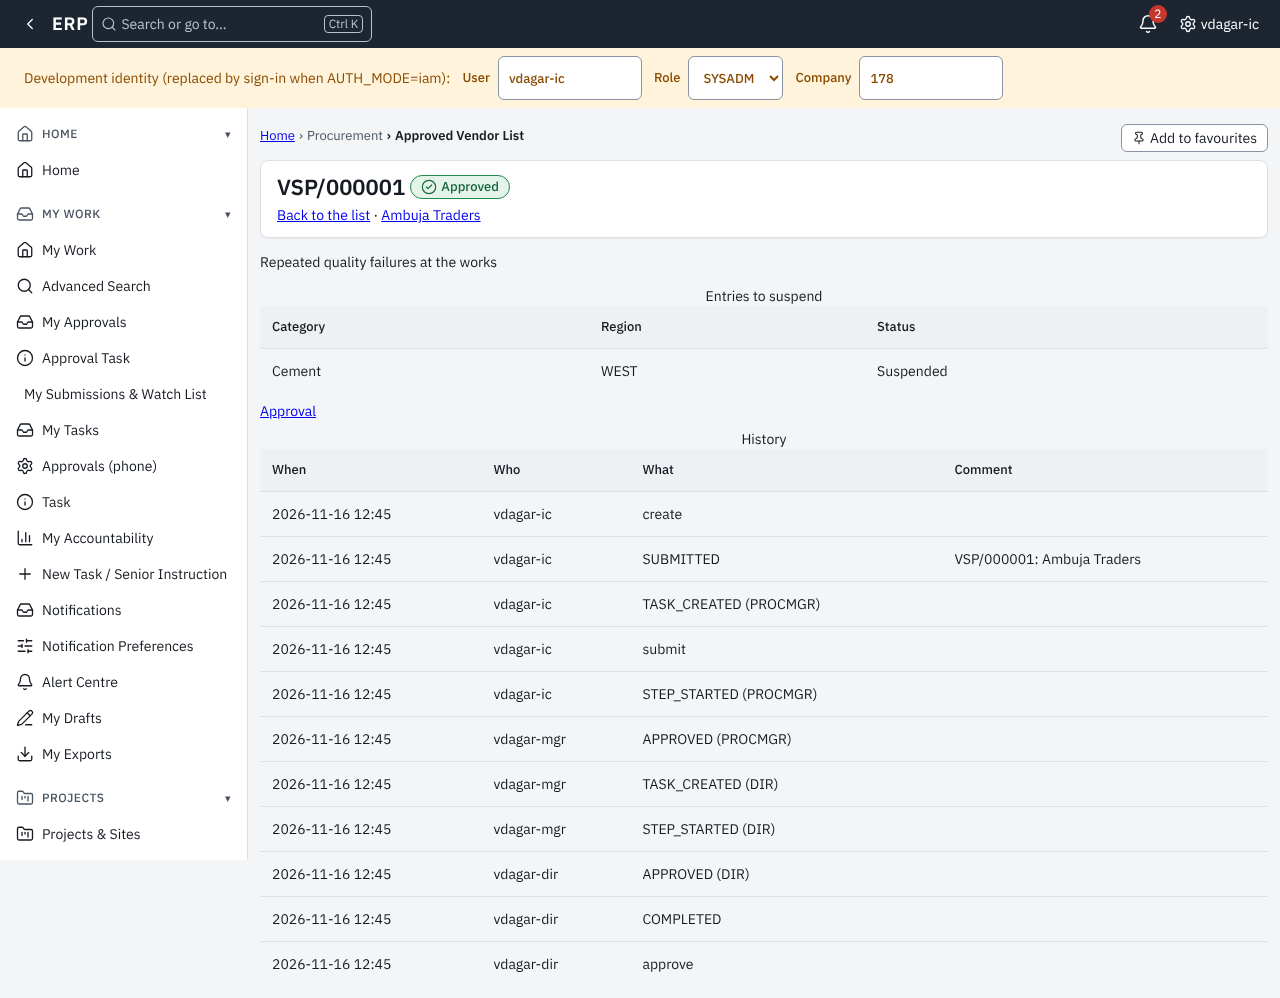 ERP
Search or go to...
Ctrl K
2
vdagar-ic
Development identity (replaced by sign-in when AUTH_MODE=iam):
User
vdagar-ic
Role
SYSADM
Company
178
HOME
Home
MY WORK
My Work
Advanced Search
My Approvals
Approval Task
My Submissions & Watch List
My Tasks
Approvals (phone)
Task
My Accountability
New Task / Senior Instruction
Notifications
Notification Preferences
Alert Centre
My Drafts
My Exports
PROJECTS
Projects & Sites
Home › Procurement › Approved Vendor List
Add to favourites
VSP/000001 Approved
Back to the list · Ambuja Traders
Repeated quality failures at the works
Entries to suspend
Category Region Status
Cement WEST Suspended
Approval
History
When Who What Comment
2026-11-16 12:45 vdagar-ic create
2026-11-16 12:45 vdagar-ic SUBMITTED VSP/000001: Ambuja Traders
2026-11-16 12:45 vdagar-ic TASK_CREATED (PROCMGR)
2026-11-16 12:45 vdagar-ic submit
2026-11-16 12:45 vdagar-ic STEP_STARTED (PROCMGR)
2026-11-16 12:45 vdagar-mgr APPROVED (PROCMGR)
2026-11-16 12:45 vdagar-mgr TASK_CREATED (DIR)
2026-11-16 12:45 vdagar-mgr STEP_STARTED (DIR)
2026-11-16 12:45 vdagar-dir APPROVED (DIR)
2026-11-16 12:45 vdagar-dir COMPLETED
2026-11-16 12:45 vdagar-dir approve